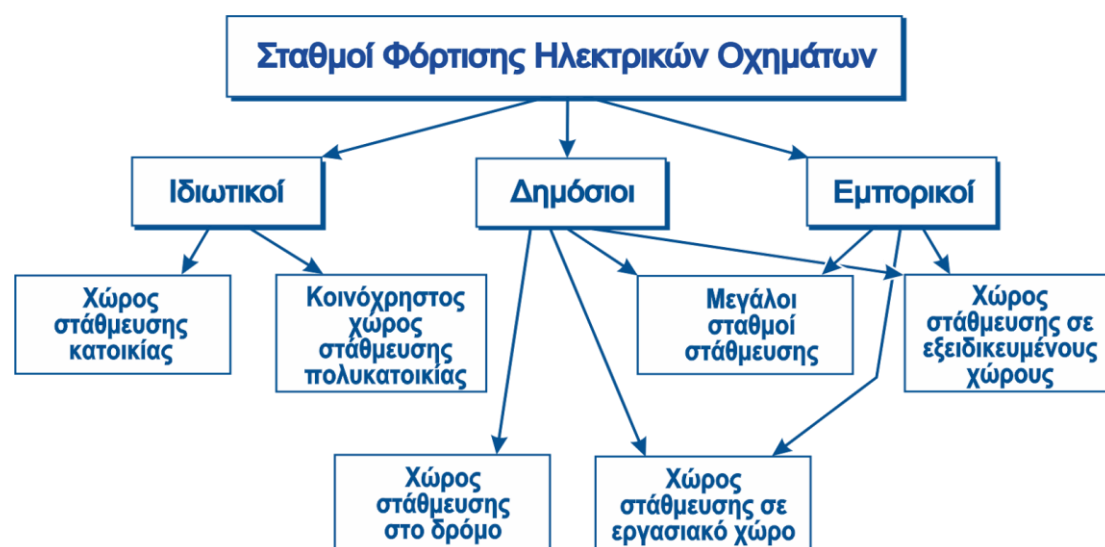 Σταθμοί Φόρτισης Ηλεκτρικών Οχημάτων
Ιδιωτικοί
Δημόσιοι
Εμπορικοί
Χώρος
στάθμευσης
κατοικίας
Κοινόχρηστος
χώρος
στάθμευσης
πολυκατοικίας
Μεγάλοι
σταθμοί
στάθμευσης
Χώρος
στάθμευσης σε
εξειδικευμένους
χώρους
Χώρος
στάθμευσης
στο δρόμο
Χώρος
στάθμευσης σε
εργασιακό χώρο